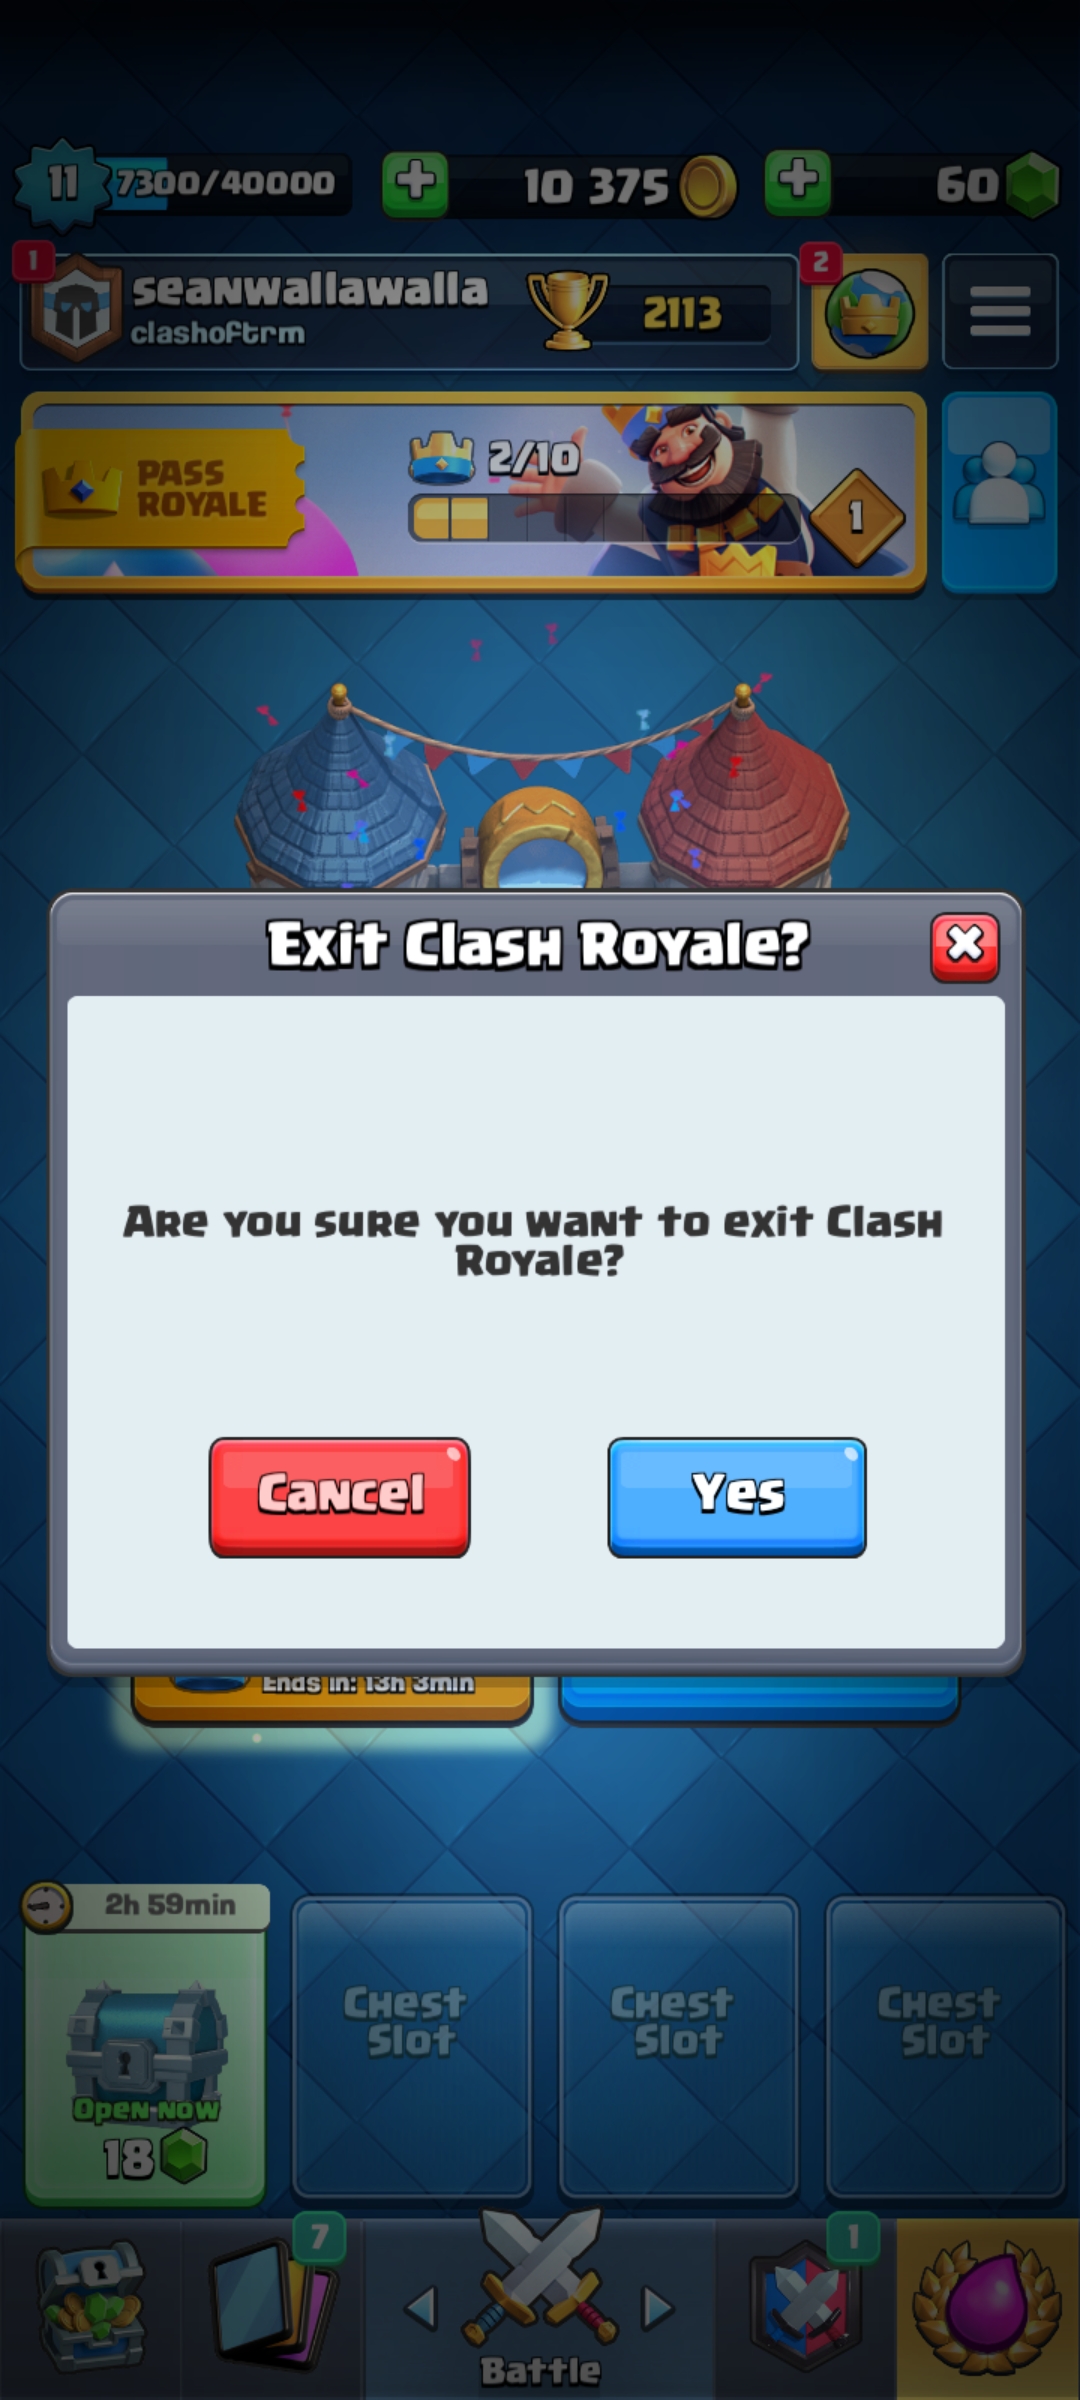 11 7300/40000 10 375 60
1 seanwallawalla 2113 2
clashoftrm
PASS ROYALE 2/10 1
Exit Clash Royale?
Are you sure you want to exit Clash
Royale?
Cancel Yes
Ends in: 13h 3min
2h 59min
Chest Slot Chest Slot Chest Slot
Open now
18
7 1
Battle